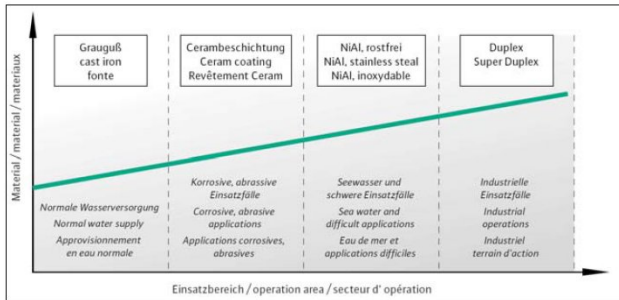 Material / material / materiaux
Grauguß
cast iron
fonte
Cerambeschichtung
Ceram coating
Revêtement Ceram
NiAl, rostfrei
NiAl, stainless steal
NiAl, inoxydable
Duplex
Super Duplex
Normale Wasserversorgung
Normal water supply
Approvisionnement
en eau normale
Korrosive, abrassive
Einsatzfälle
Corrosive, abrasive
applications
Applications corrosives,
abrasives
Seewasser und
schwere Einsatzfälle
Sea water and
difficult applications
Eau de mer et
applications difficiles
Industrielle
Einsatzfälle
Industrial
operations
Industriel
terrain d'action
Einsatzbereich / operation area / secteur d' opération